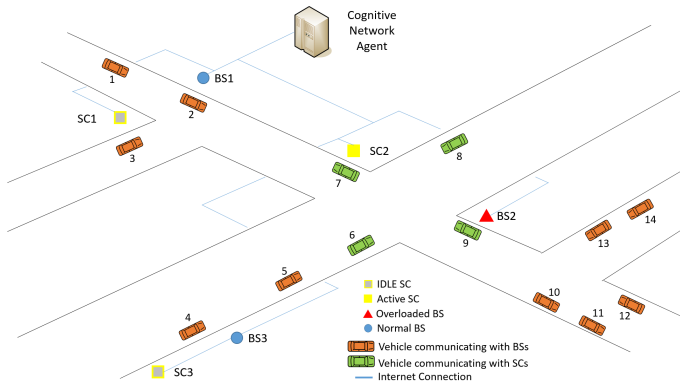 Cognitive
Network
Agent
1
BS1
2
SC1
3
SC2
7
8
BS2
9
14
13
6
5
10
11
12
4
BS3
SC3
IDLE SC
Active SC
Overloaded BS
Normal BS
Vehicle communicating with BSs
Vehicle communicating with SCs
Internet Connection